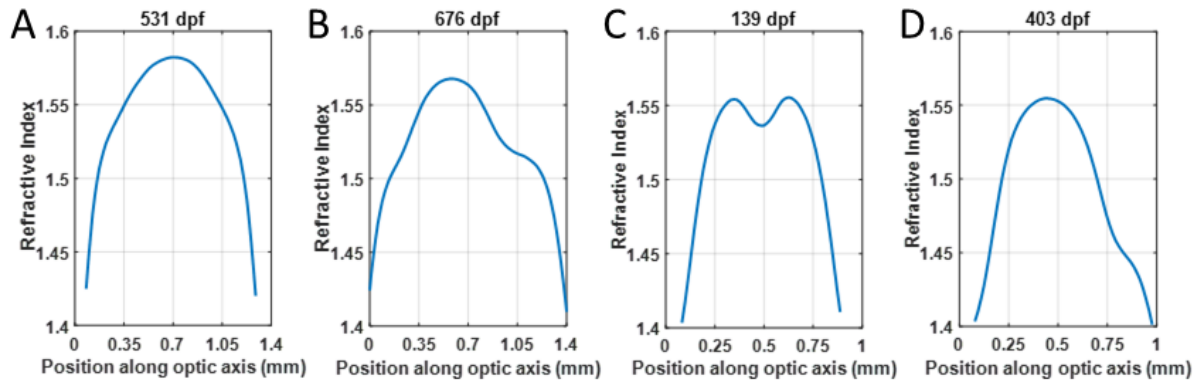 A 531 dpf
1.6
1.55
1.5
1.45
1.4
Refractive Index
0 0.35 0.7 1.05 1.4
Position along optic axis (mm)
B 676 dpf
1.6
1.55
1.5
1.45
1.4
Refractive Index
0 0.35 0.7 1.05 1.4
Position along optic axis (mm)
C 139 dpf
1.6
1.55
1.5
1.45
1.4
Refractive Index
0 0.25 0.5 0.75 1
Position along optic axis (mm)
D 403 dpf
1.6
1.55
1.5
1.45
1.4
Refractive Index
0 0.25 0.5 0.75 1
Position along optic axis (mm)